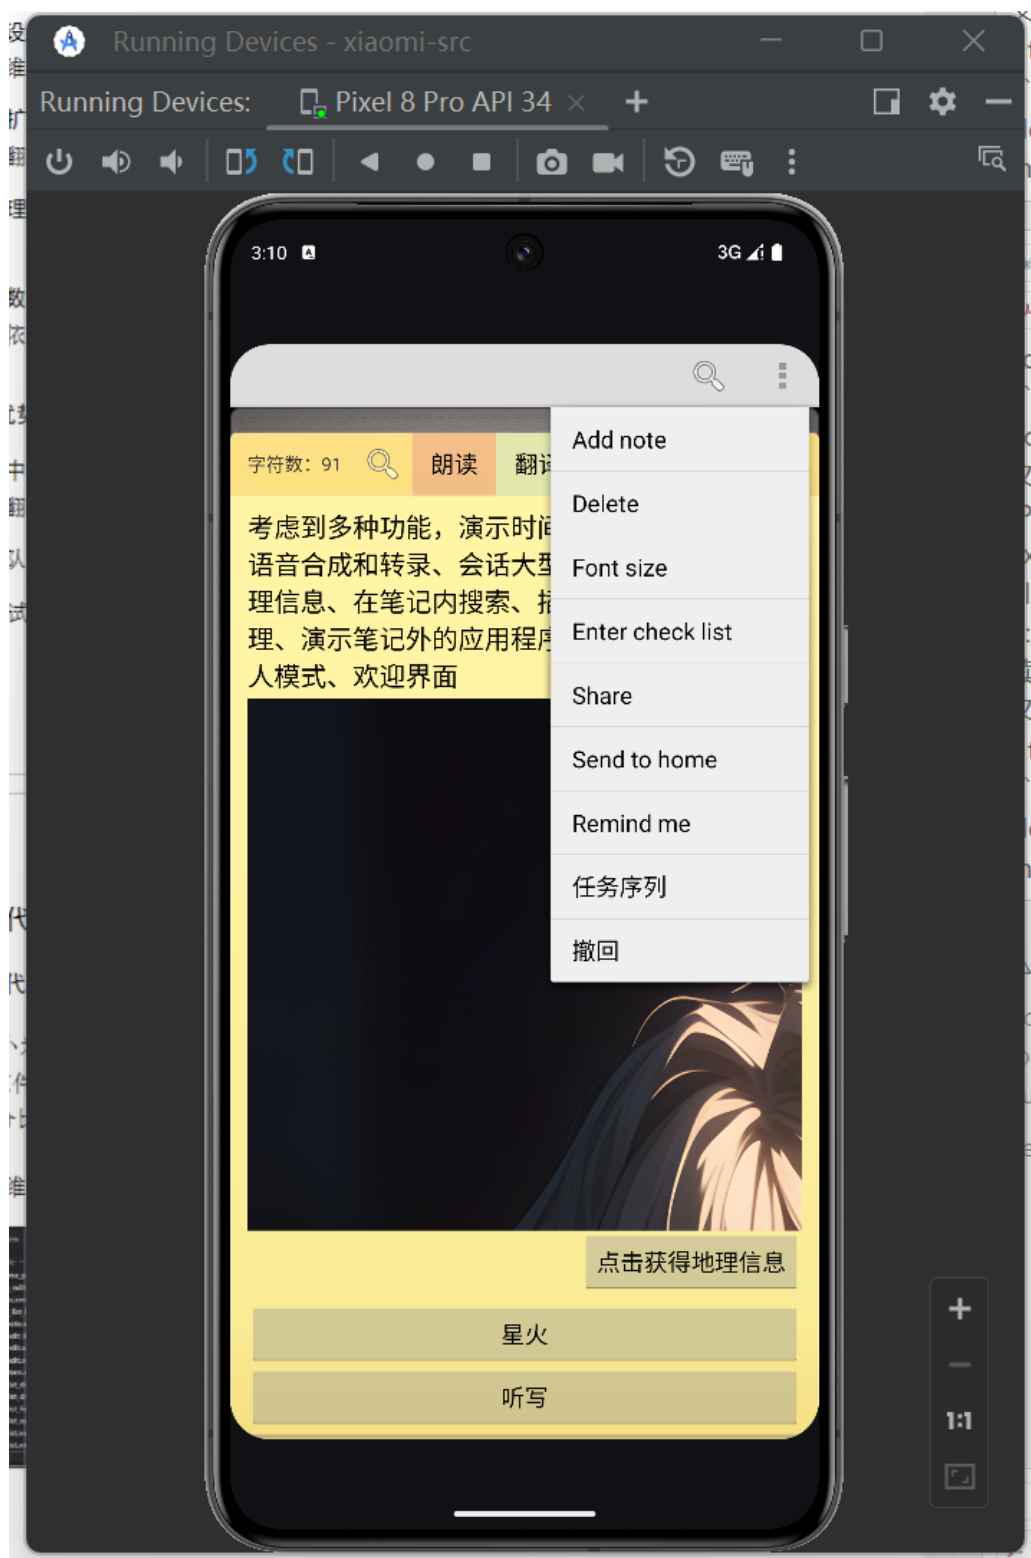 Running Devices - xiaomi-src
Running Devices: Pixel 8 Pro API 34
3:10 3G
Add note
字符数：91 朗读
Delete
考虑到多种功能，演示时
语音合成和转录、会话大
Font size
理信息、在笔记内搜索、
Enter check list
理、演示笔记外的应用程
人模式、欢迎界面
Share
Send to home
Remind me
任务序列
撤回
点击获得地理信息
星火
1:1
听写